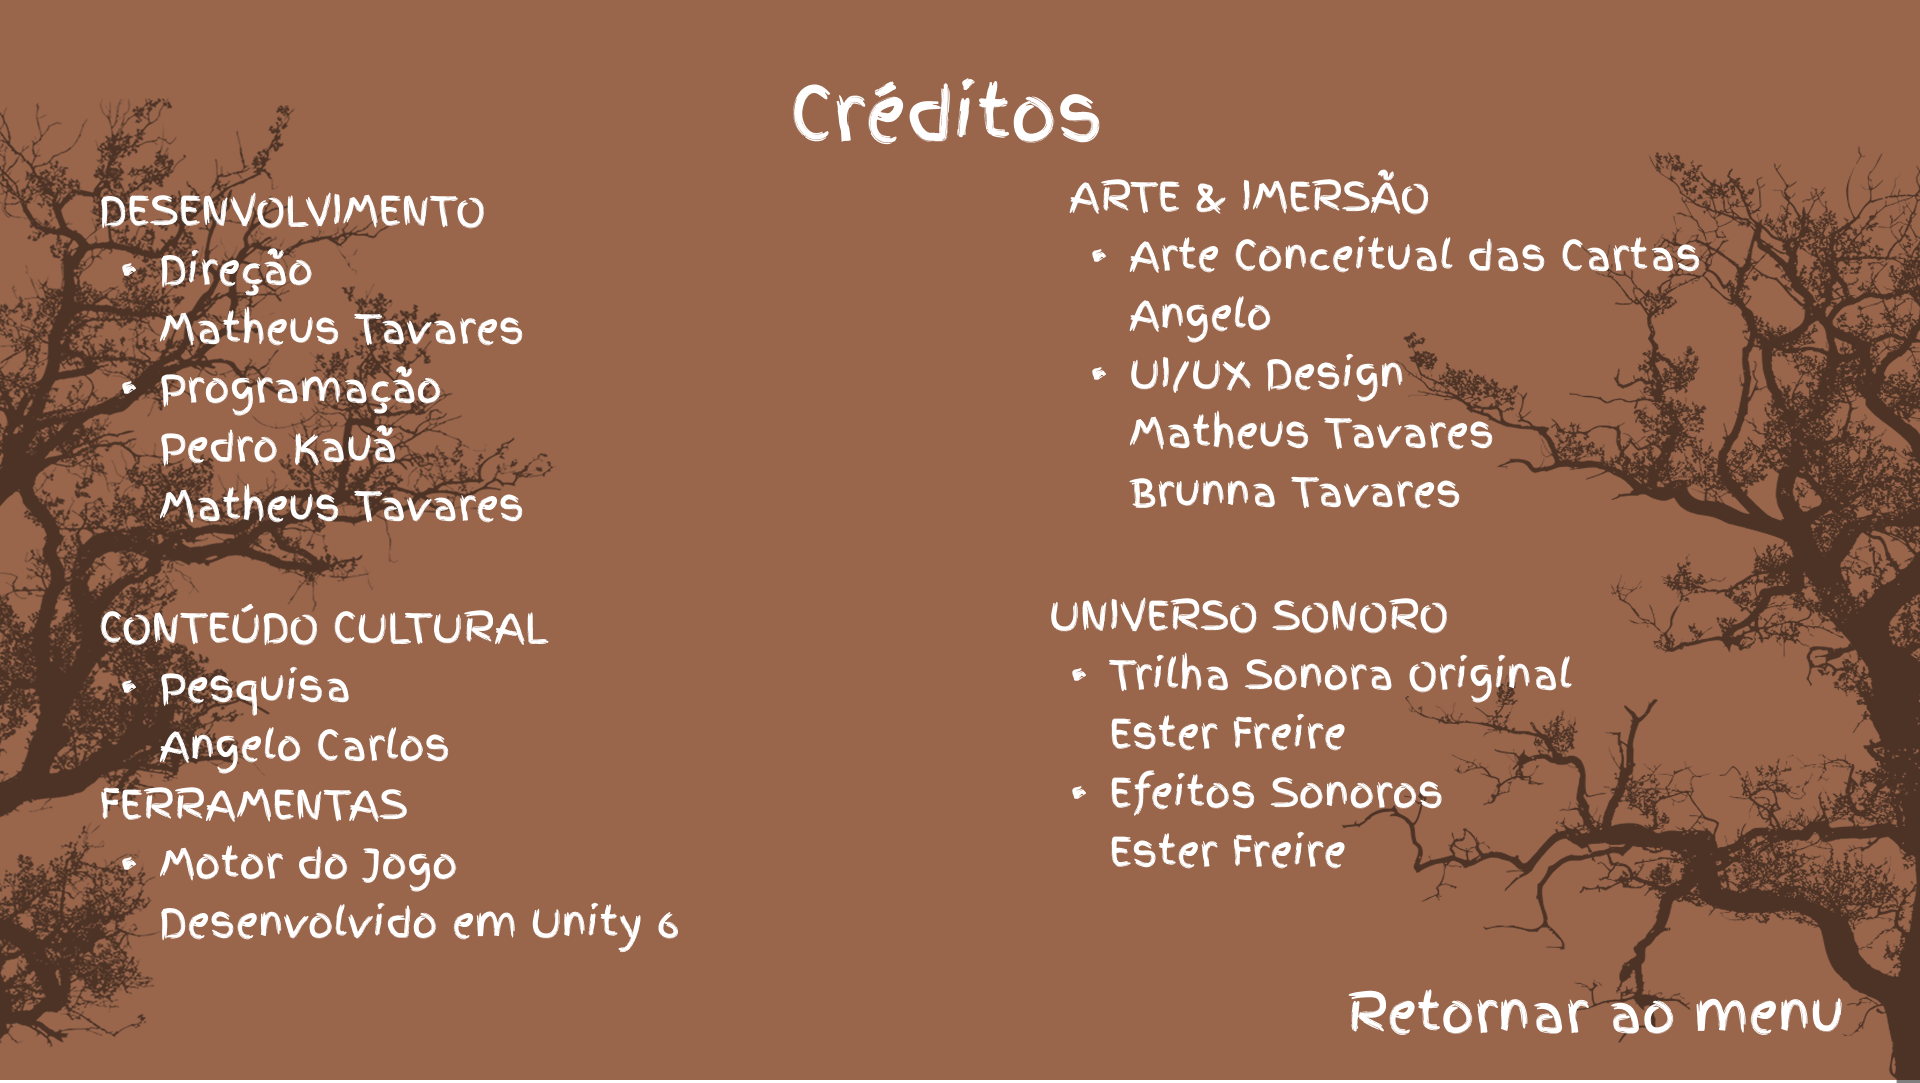 Créditos
DESENVOLVIMENTO
• Direção
Matheus Tavares
• Programação
Pedro Kauã
Matheus Tavares
CONTEÚDO CULTURAL
• Pesquisa
Angelo Carlos
FERRAMENTAS
• Motor do Jogo
Desenvolvido em Unity 6
ARTE & IMERSÃO
• Arte Conceitual das Cartas
Angelo
• UI/UX Design
Matheus Tavares
Brunna Tavares
UNIVERSO SONORO
• Trilha Sonora Original
Ester Freire
• Efeitos Sonoros
Ester Freire
Retornar ao menu